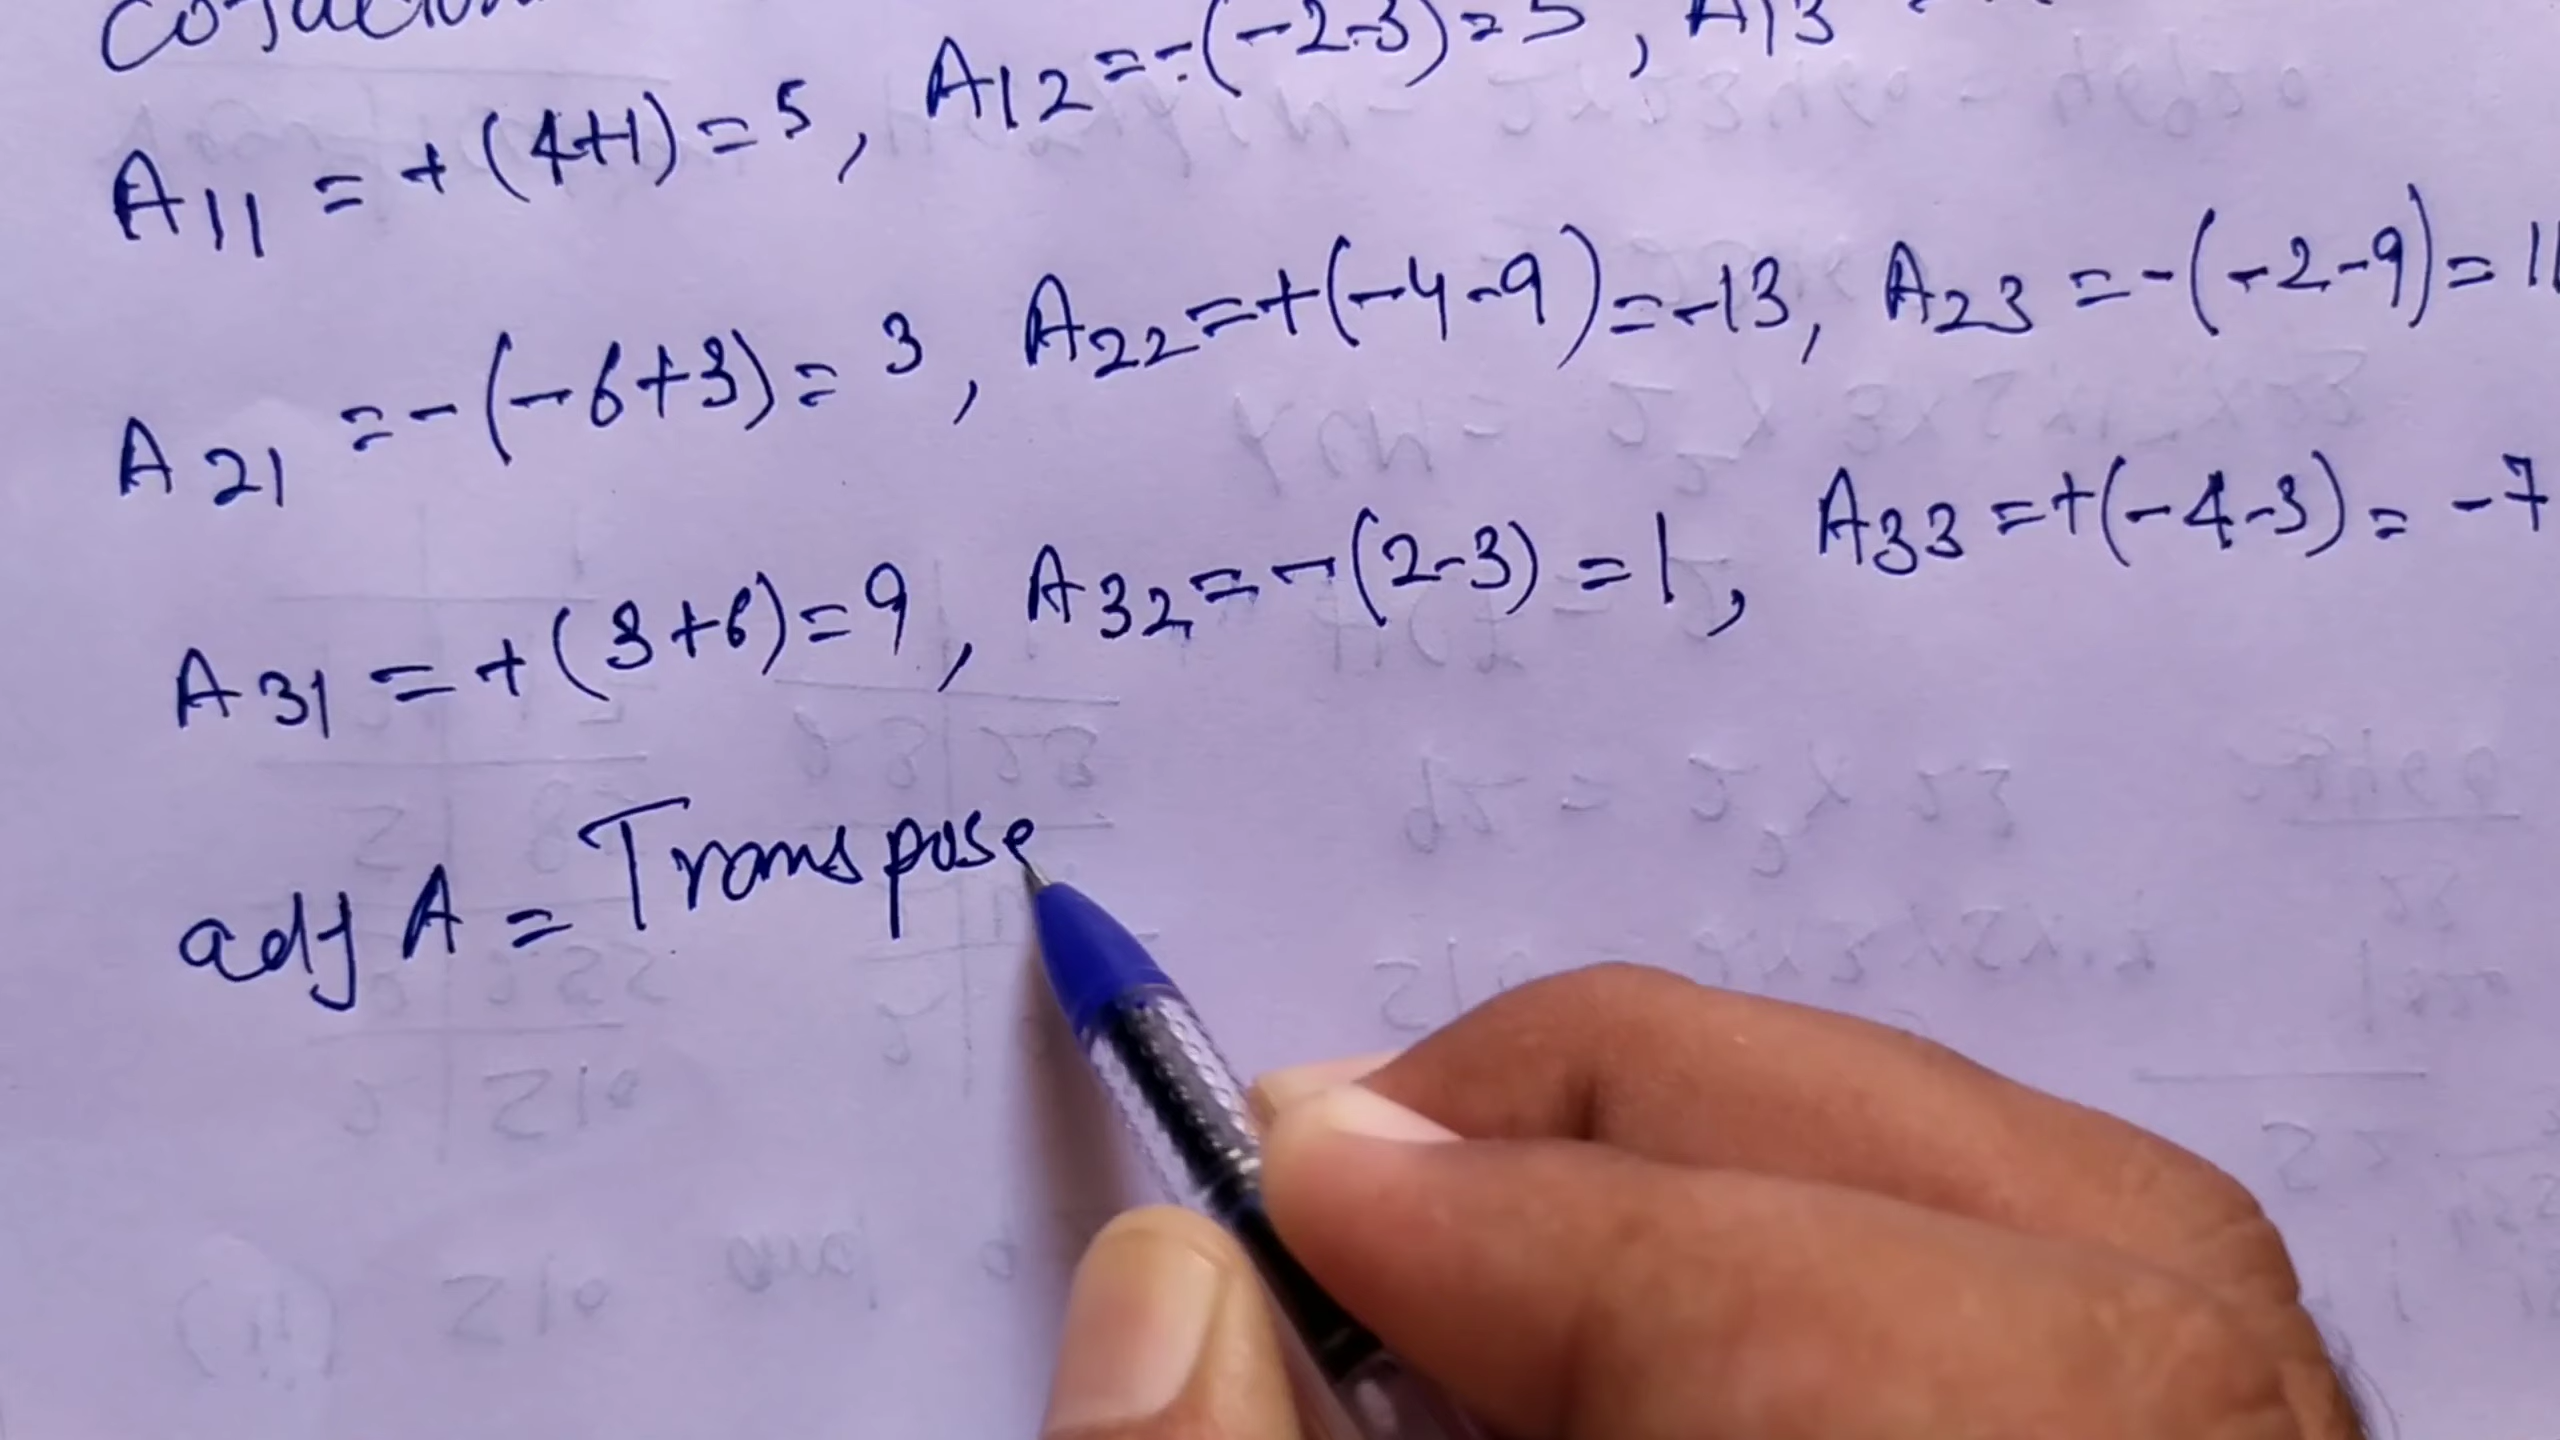 A11 = +(4+1) = 5, A12 = -(-2-3) = 5, A13
A21 = -(-6+3) = 3, A22 = +(-4-9) = -13, A23 = -(-2-9) = 11
A31 = +(3+6) = 9, A32 = -(2-3) = 1, A33 = +(-4-3) = -7
adj A = Transpose